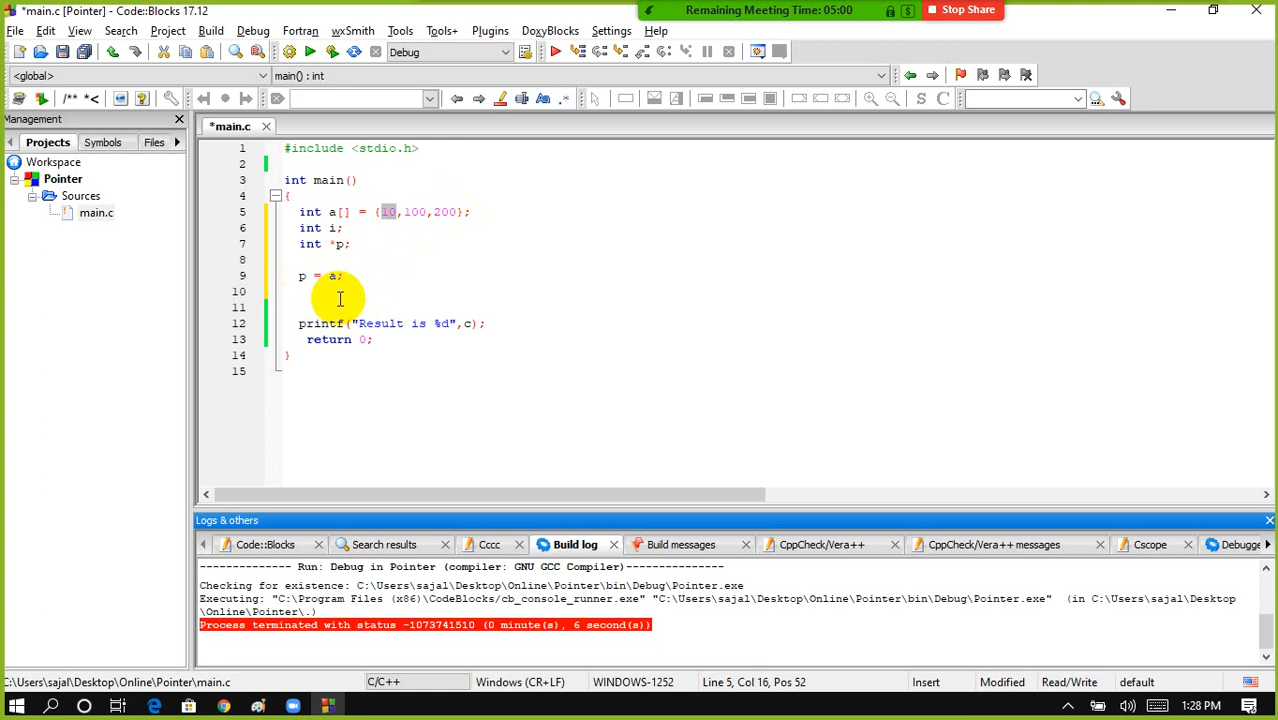 *main.c [Pointer] - Code::Blocks 17.12
Remaining Meeting Time: 05:00
Stop Share
File Edit View Search Project Build Debug Fortran wxSmith Tools Tools+ Plugins DoxyBlocks Settings Help
Debug
<global>
main() : int
/** *<
S C
Management
*main.c
Projects Symbols Files
Workspace
Pointer
Sources
main.c
1 #include <stdio.h>
2
3 int main()
4 {
5 int a[] = {10,100,200};
6 int i;
7 int *p;
8
9 p = a;
10
11
12 printf("Result is %d",c);
13 return 0;
14 }
15
Logs & others
Code::Blocks Search results Cccc Build log Build messages CppCheck/Vera++ CppCheck/Vera++ messages Cscope Debugge
-------------- Run: Debug in Pointer (compiler: GNU GCC Compiler)---------------
Checking for existence: C:\Users\sajal\Desktop\Online\Pointer\bin\Debug\Pointer.exe
Executing: "C:\Program Files (x86)\CodeBlocks/cb_console_runner.exe" "C:\Users\sajal\Desktop\Online\Pointer\bin\Debug\Pointer.exe" (in C:\Users\sajal\Desktop
\Online\Pointer\.)
Process terminated with status -1073741510 (0 minute(s), 6 second(s))
C:\Users\sajal\Desktop\Online\Pointer\main.c C/C++ Windows (CR+LF) WINDOWS-1252 Line 5, Col 16, Pos 52 Insert Modified Read/Write default
1:28 PM